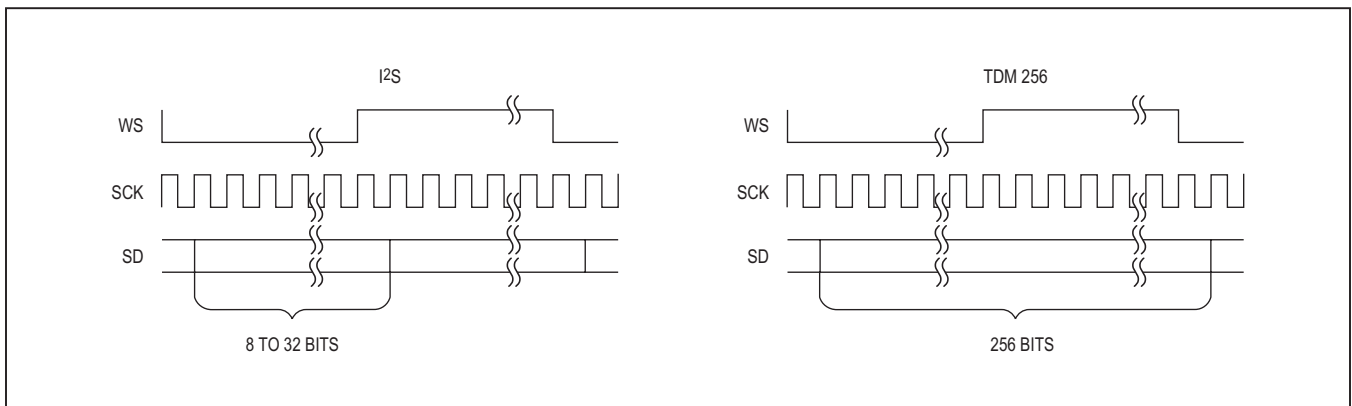 I²S
WS
SCK
SD
8 TO 32 BITS
TDM 256
WS
SCK
SD
256 BITS